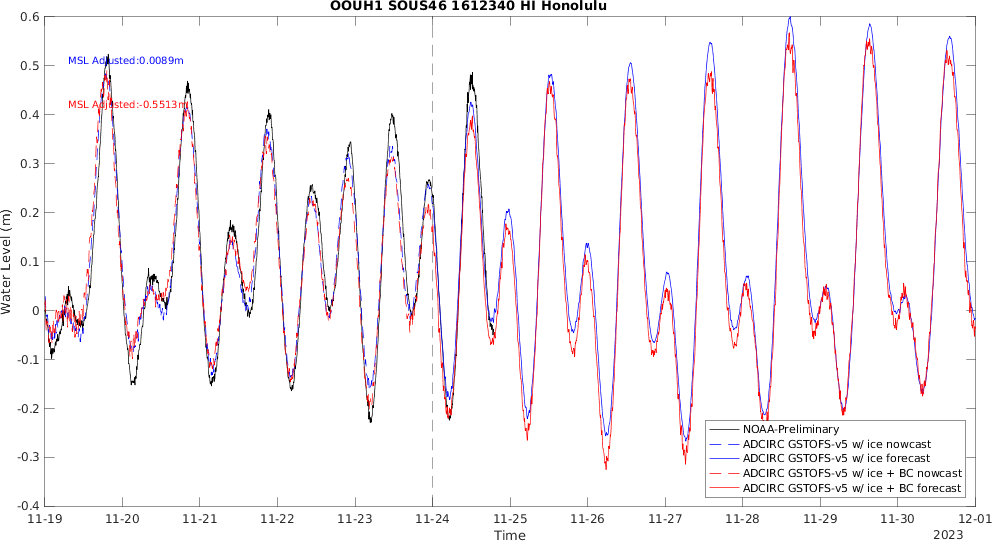 OOUH1 SOUS46 1612340 HI Honolulu
MSL Adjusted:0.0089m
MSL Adjusted:-0.5513m
Water Level (m)
0.6
0.5
0.4
0.3
0.2
0.1
0
-0.1
-0.2
-0.3
-0.4
NOAA-Preliminary
ADCIRC GSTOFS-v5 w/ ice nowcast
ADCIRC GSTOFS-v5 w/ ice forecast
ADCIRC GSTOFS-v5 w/ ice + BC nowcast
ADCIRC GSTOFS-v5 w/ ice + BC forecast
11-19 11-20 11-21 11-22 11-23 11-24 11-25 11-26 11-27 11-28 11-29 11-30 12-01
Time
2023